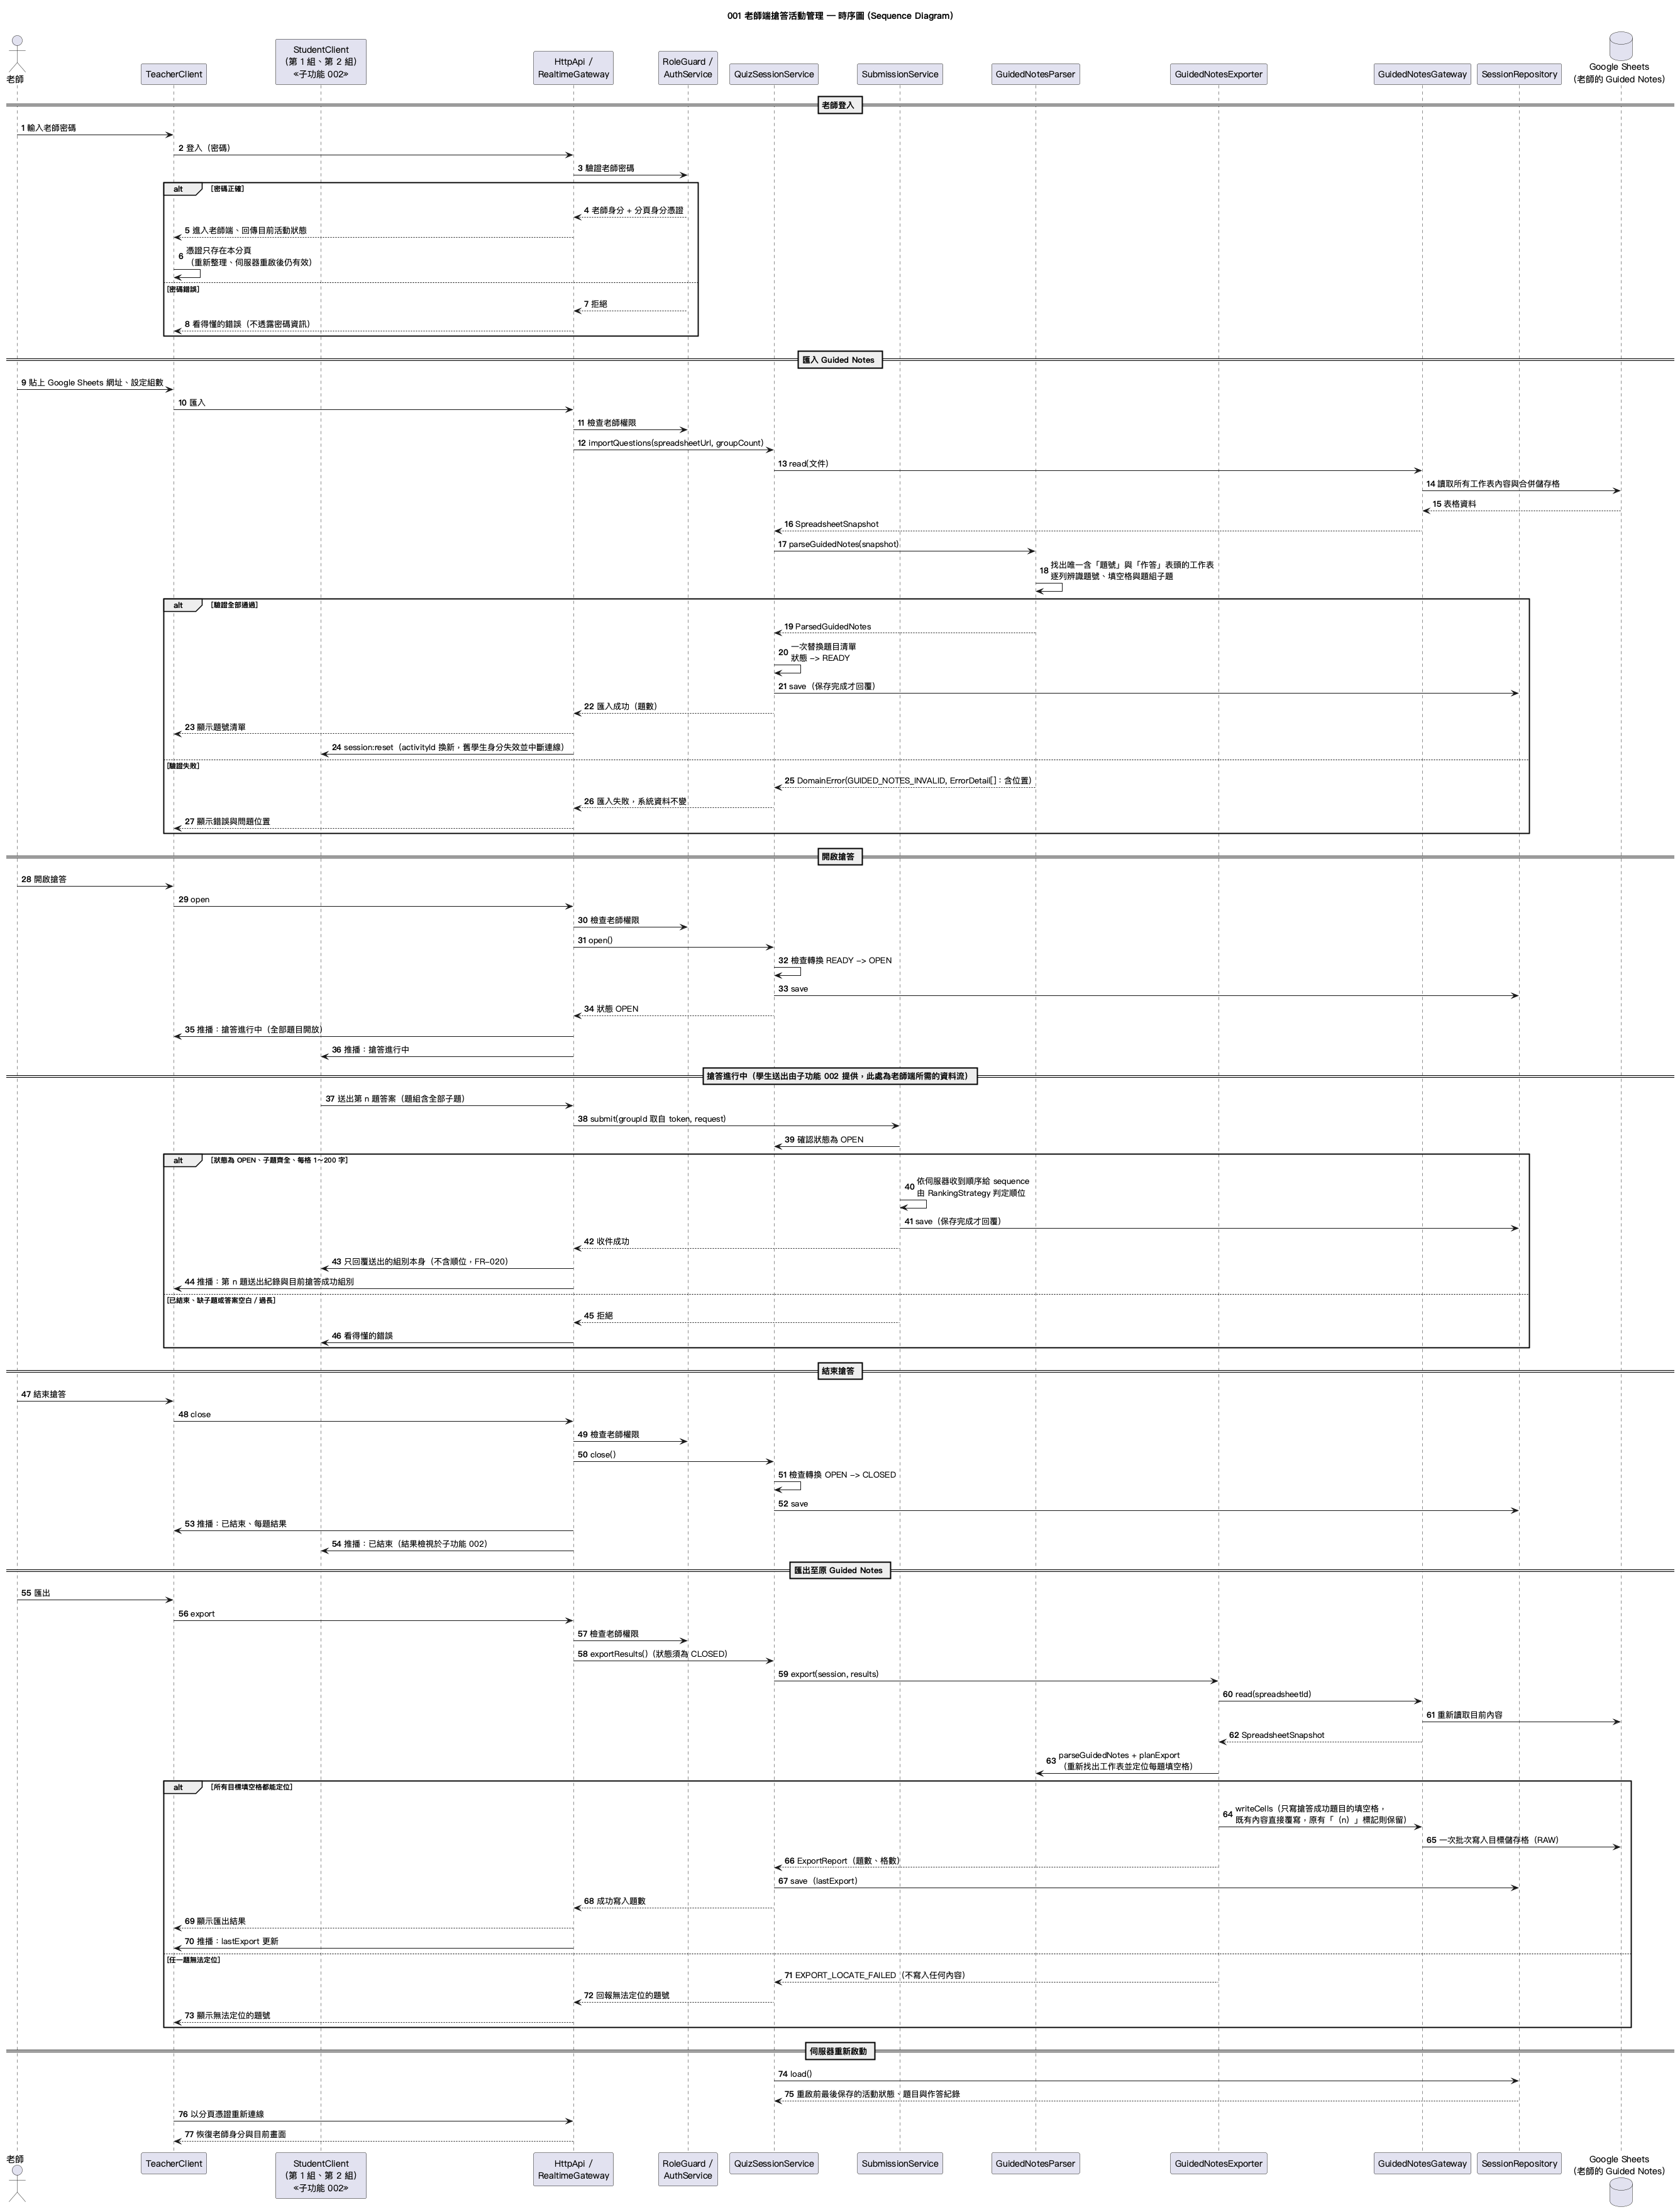 001 老師端搶答活動管理 — 時序圖 (Sequence Diagram)
老師
TeacherClient
StudentClient
(第 1 組、第 2 組)
«子功能 002»
HttpApi /
RealtimeGateway
RoleGuard /
AuthService
QuizSessionService
SubmissionService
GuidedNotesParser
GuidedNotesExporter
GuidedNotesGateway
SessionRepository
Google Sheets
(老師的 Guided Notes)
老師登入
1 輸入老師密碼
2 登入（密碼）
3 驗證老師密碼
alt [密碼正確]
4 老師身分 + 分頁身分憑證
5 進入老師端、回傳目前活動狀態
6 憑證只存在本分頁
（重新整理、伺服器重啟後仍有效）
[密碼錯誤]
7 拒絕
8 看得懂的錯誤（不透露密碼資訊）
匯入 Guided Notes
9 貼上 Google Sheets 網址、設定組數
10 匯入
11 檢查老師權限
12 importQuestions(spreadsheetUrl, groupCount)
13 read(文件)
14 讀取所有工作表內容與合併儲存格
15 表格資料
16 SpreadsheetSnapshot
17 parseGuidedNotes(snapshot)
18 找出唯一含「題號」與「作答」表頭的工作表
逐列辨識題號、填空格與題組子題
alt [驗證全部通過]
19 ParsedGuidedNotes
20 一次替換題目清單
狀態 -> READY
21 save（保存完成才回覆）
22 匯入成功（題數）
23 顯示題號清單
24 session:reset（activityId 換新，舊學生身分失效並中斷連線）
[驗證失敗]
25 DomainError(GUIDED_NOTES_INVALID, ErrorDetail[]：含位置)
26 匯入失敗，系統資料不變
27 顯示錯誤與問題位置
開啟搶答
28 開啟搶答
29 open
30 檢查老師權限
31 open()
32 檢查轉換 READY -> OPEN
33 save
34 狀態 OPEN
35 推播：搶答進行中（全部題目開放）
36 推播：搶答進行中
搶答進行中（學生送出由子功能 002 提供，此處為老師端所需的資料流）
37 送出第 n 題答案（題組含全部子題）
38 submit(groupId 取自 token, request)
39 確認狀態為 OPEN
alt [狀態為 OPEN、子題齊全、每格 1~200 字]
40 依伺服器收到順序給 sequence
由 RankingStrategy 判定順位
41 save（保存完成才回覆）
42 收件成功
43 只回覆送出的組別本身（不含順位，FR-020）
44 推播：第 n 題送出紀錄與目前搶答成功組別
[已結束、缺子題或答案空白 / 過長]
45 拒絕
46 看得懂的錯誤
結束搶答
47 結束搶答
48 close
49 檢查老師權限
50 close()
51 檢查轉換 OPEN -> CLOSED
52 save
53 推播：已結束、每題結果
54 推播：已結束（結果檢視於子功能 002）
匯出至原 Guided Notes
55 匯出
56 export
57 檢查老師權限
58 exportResults()（狀態須為 CLOSED）
59 export(session, results)
60 read(spreadsheetId)
61 重新讀取目前內容
62 SpreadsheetSnapshot
63 parseGuidedNotes + planExport
（重新找出工作表並定位每題填空格）
alt [所有目標填空格都能定位]
64 writeCells（只寫搶答成功題目的填空格，
既有內容直接覆寫，原有「（n）」標記則保留）
65 一次批次寫入目標儲存格（RAW）
66 ExportReport（題數、格數）
67 save（lastExport）
68 成功寫入題數
69 顯示匯出結果
70 推播：lastExport 更新
[任一題無法定位]
71 EXPORT_LOCATE_FAILED（不寫入任何內容）
72 回報無法定位的題號
73 顯示無法定位的題號
伺服器重新啟動
74 load()
75 重啟前最後保存的活動狀態、題目與作答紀錄
76 以分頁憑證重新連線
77 恢復老師身分與目前畫面
老師
TeacherClient
StudentClient
(第 1 組、第 2 組)
«子功能 002»
HttpApi /
RealtimeGateway
RoleGuard /
AuthService
QuizSessionService
SubmissionService
GuidedNotesParser
GuidedNotesExporter
GuidedNotesGateway
SessionRepository
Google Sheets
(老師的 Guided Notes)